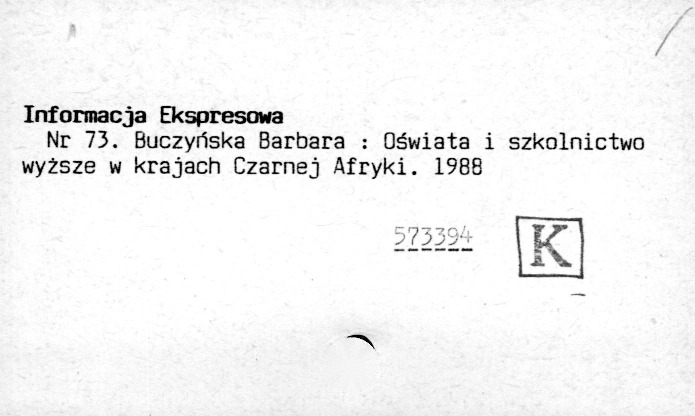 Informacja Ekspresowa
Nr 73. Buczyńska Barbara : Oświata i szkolnictwo
wyższe w krajach Czarnej Afryki. 1988
573394
K